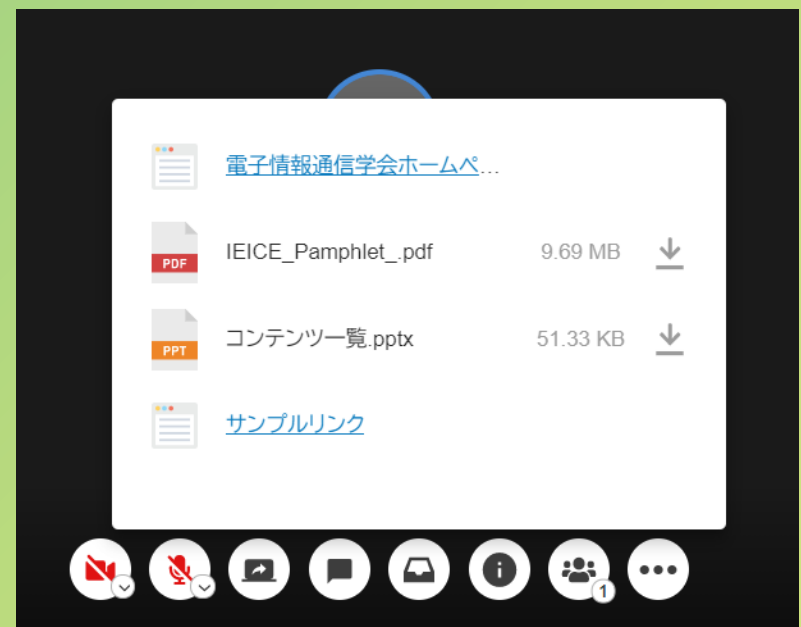 電子情報通信学会ホームペ...
PDF IEICE_Pamphlet_.pdf 9.69 MB
PPT コンテンツ一覧.pptx 51.33 KB
サンプルリンク
1